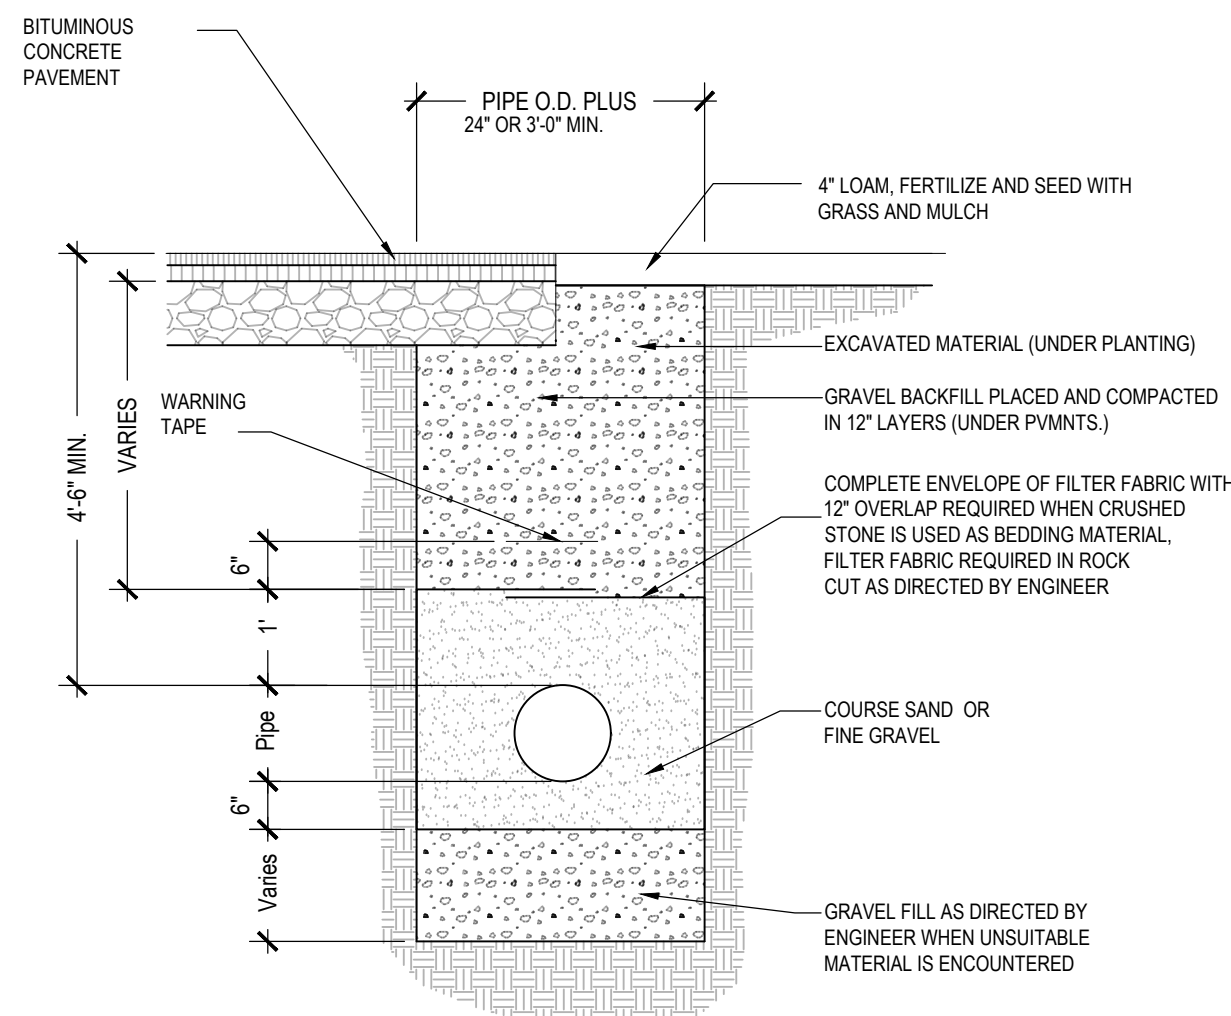 BITUMINOUS
CONCRETE
PAVEMENT
PIPE O.D. PLUS
24" OR 3'-0" MIN.
4" LOAM, FERTILIZE AND SEED WITH
GRASS AND MULCH
EXCAVATED MATERIAL (UNDER PLANTING)
GRAVEL BACKFILL PLACED AND COMPACTED
IN 12" LAYERS (UNDER PVMNTS.)
WARNING
TAPE
4'-6" MIN.
VARIES
COMPLETE ENVELOPE OF FILTER FABRIC WITH
12" OVERLAP REQUIRED WHEN CRUSHED
STONE IS USED AS BEDDING MATERIAL,
FILTER FABRIC REQUIRED IN ROCK
CUT AS DIRECTED BY ENGINEER
6"
1'
Pipe
6"
Varies
COURSE SAND OR
FINE GRAVEL
GRAVEL FILL AS DIRECTED BY
ENGINEER WHEN UNSUITABLE
MATERIAL IS ENCOUNTERED